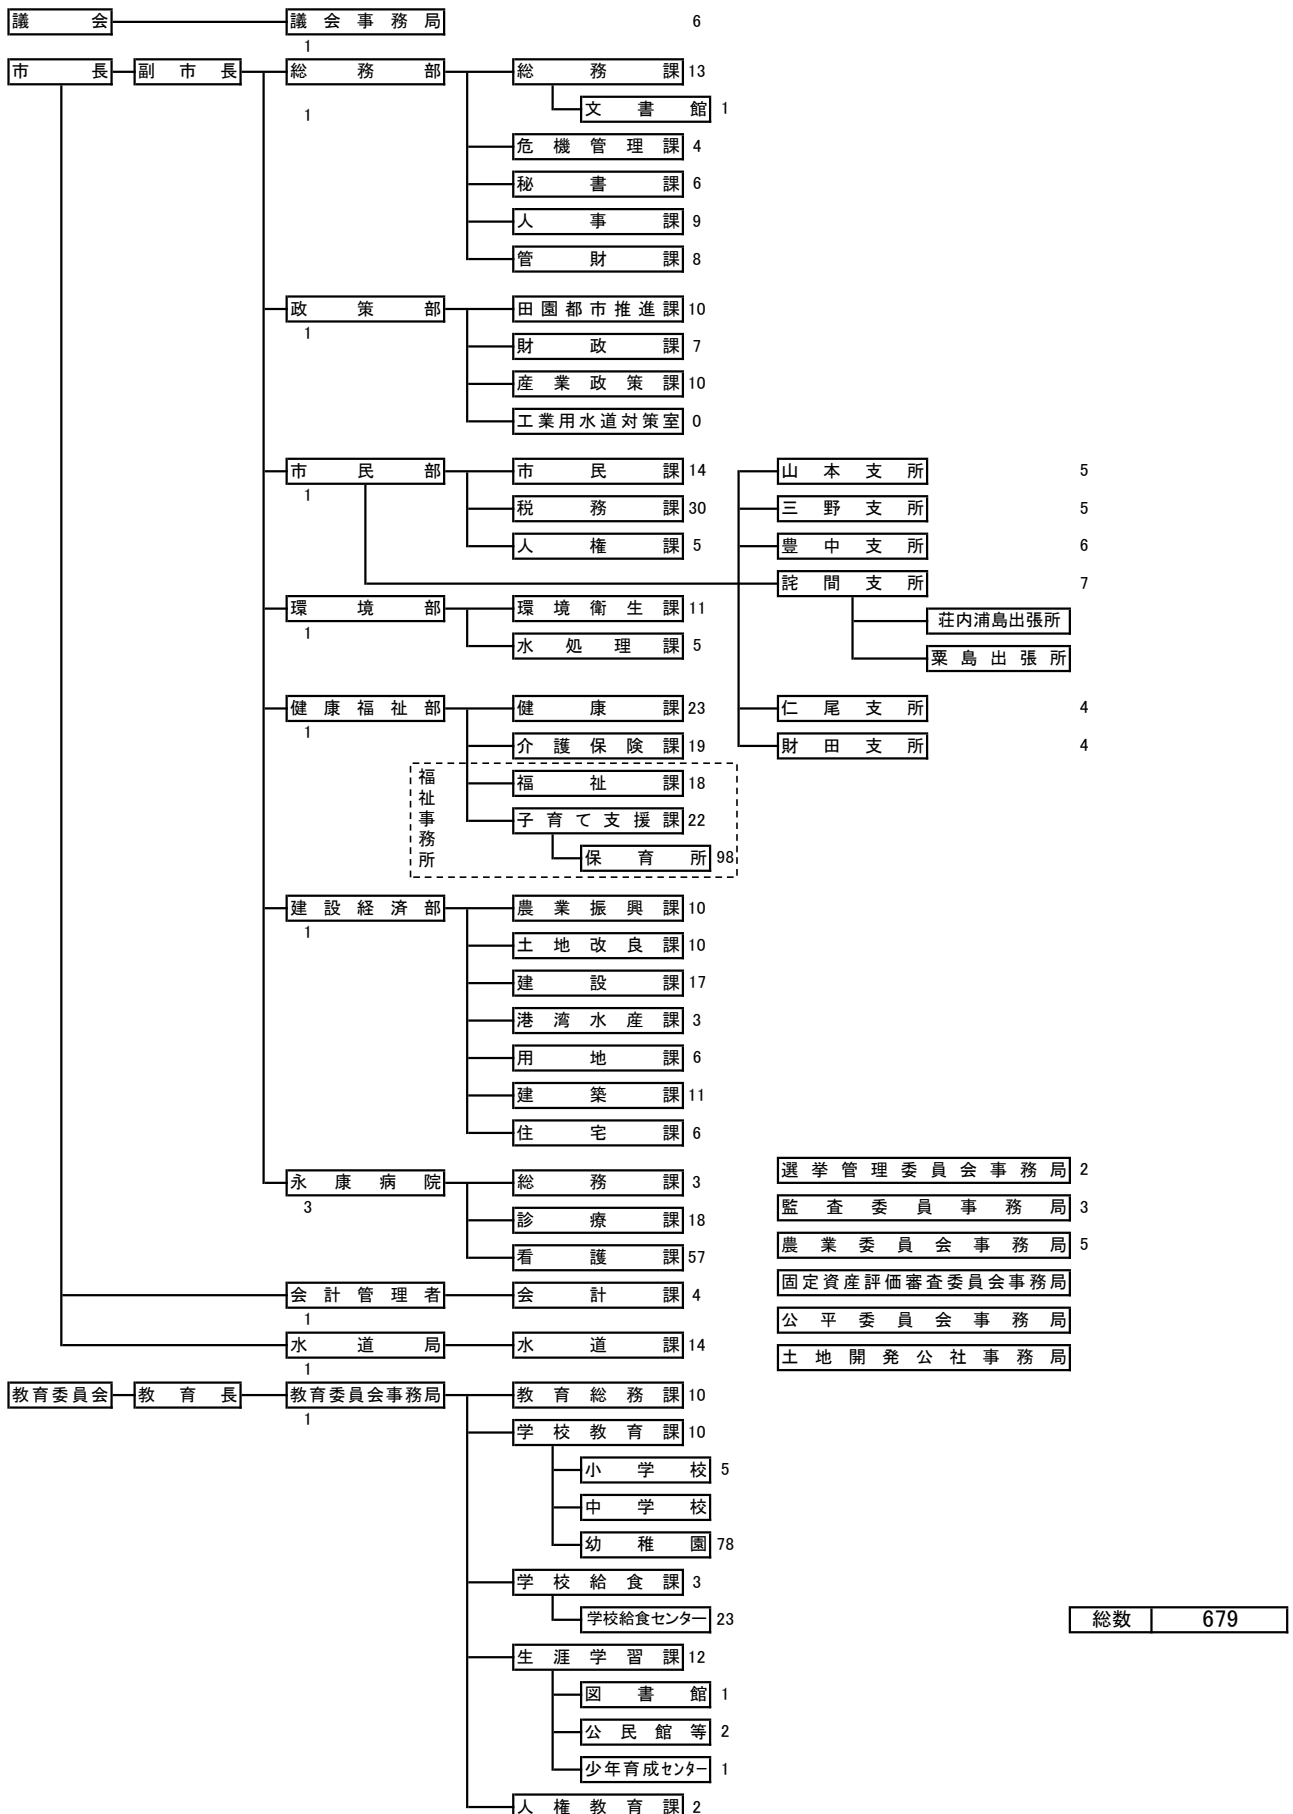 議会 議会事務局 6
1
市長 副市長 総務部 総務課 13
1
文書館 1
危機管理課 4
秘書課 6
人事課 9
管財課 8
政策部 田園都市推進課 10
1
財政課 7
産業政策課 10
工業用水道対策室 0
市民部 市民課 14 山本支所 5
1
税務課 30 三野支所 5
人権課 5 豊中支所 6
詫間支所 7
環境部 環境衛生課 11 荘内浦島出張所
1
水処理課 5 粟島出張所
健康福祉部 健康課 23 仁尾支所 4
1
介護保険課 19 財田支所 4
福祉事務所
福祉課 18
子育て支援課 22
保育所 98
建設経済部 農業振興課 10
1
土地改良課 10
建設課 17
港湾水産課 3
用地課 6
建築課 11
住宅課 6
永康病院 総務課 3 選挙管理委員会事務局 2
3
診療課 18 監査委員事務局 3
看護課 57 農業委員会事務局 5
会計管理者 会計課 4 固定資産評価審査委員会事務局
1
公平委員会事務局
水道局 水道課 14 土地開発公社事務局
1
教育委員会 教育長 教育委員会事務局 教育総務課 10
1
学校教育課 10
小学校 5
中学校
幼稚園 78
学校給食課 3
学校給食センター 23 総数 679
生涯学習課 12
図書館 1
公民館等 2
少年育成センター 1
人権教育課 2